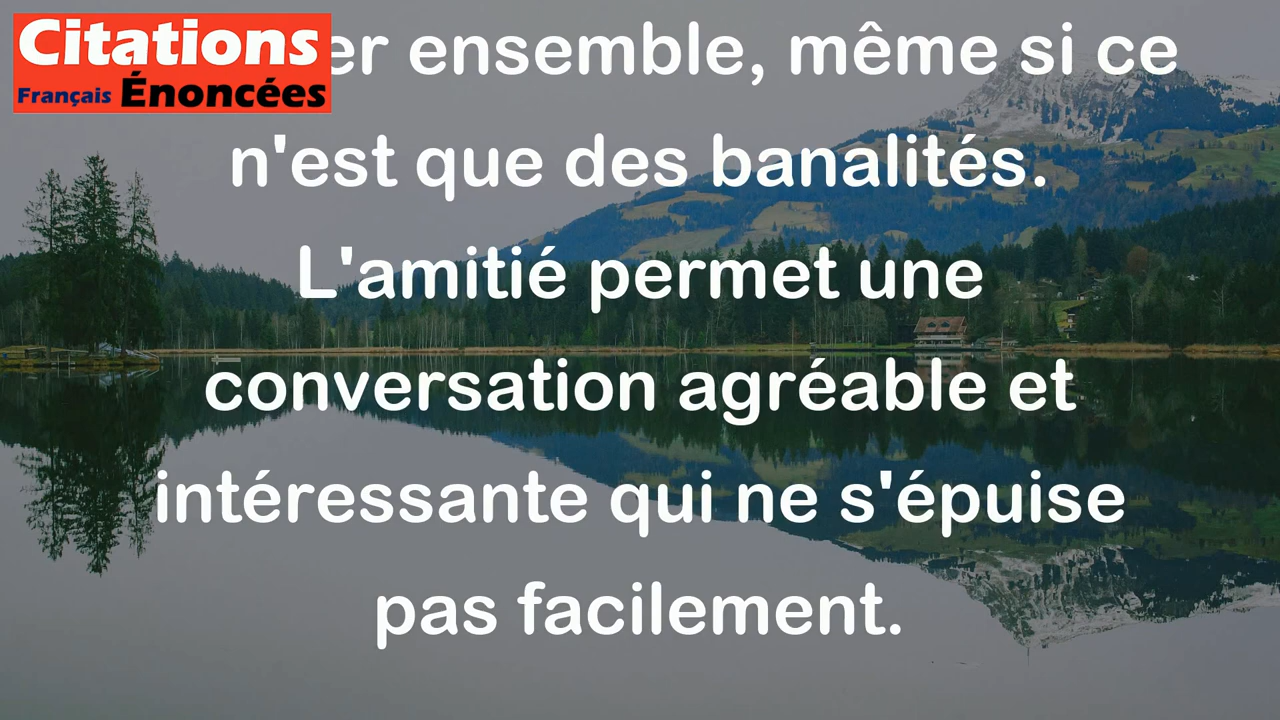 Citations
Français Énoncées
er ensemble, même si ce
n'est que des banalités.
L'amitié permet une
conversation agréable et
intéressante qui ne s'épuise
pas facilement.